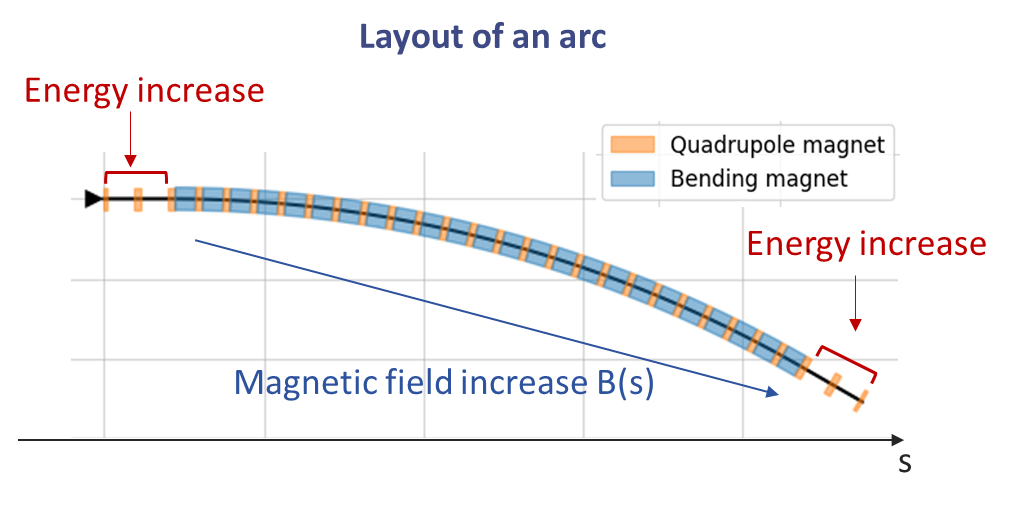 Layout of an arc
Energy increase
Quadrupole magnet
Bending magnet
Energy increase
Magnetic field increase B(s)
s